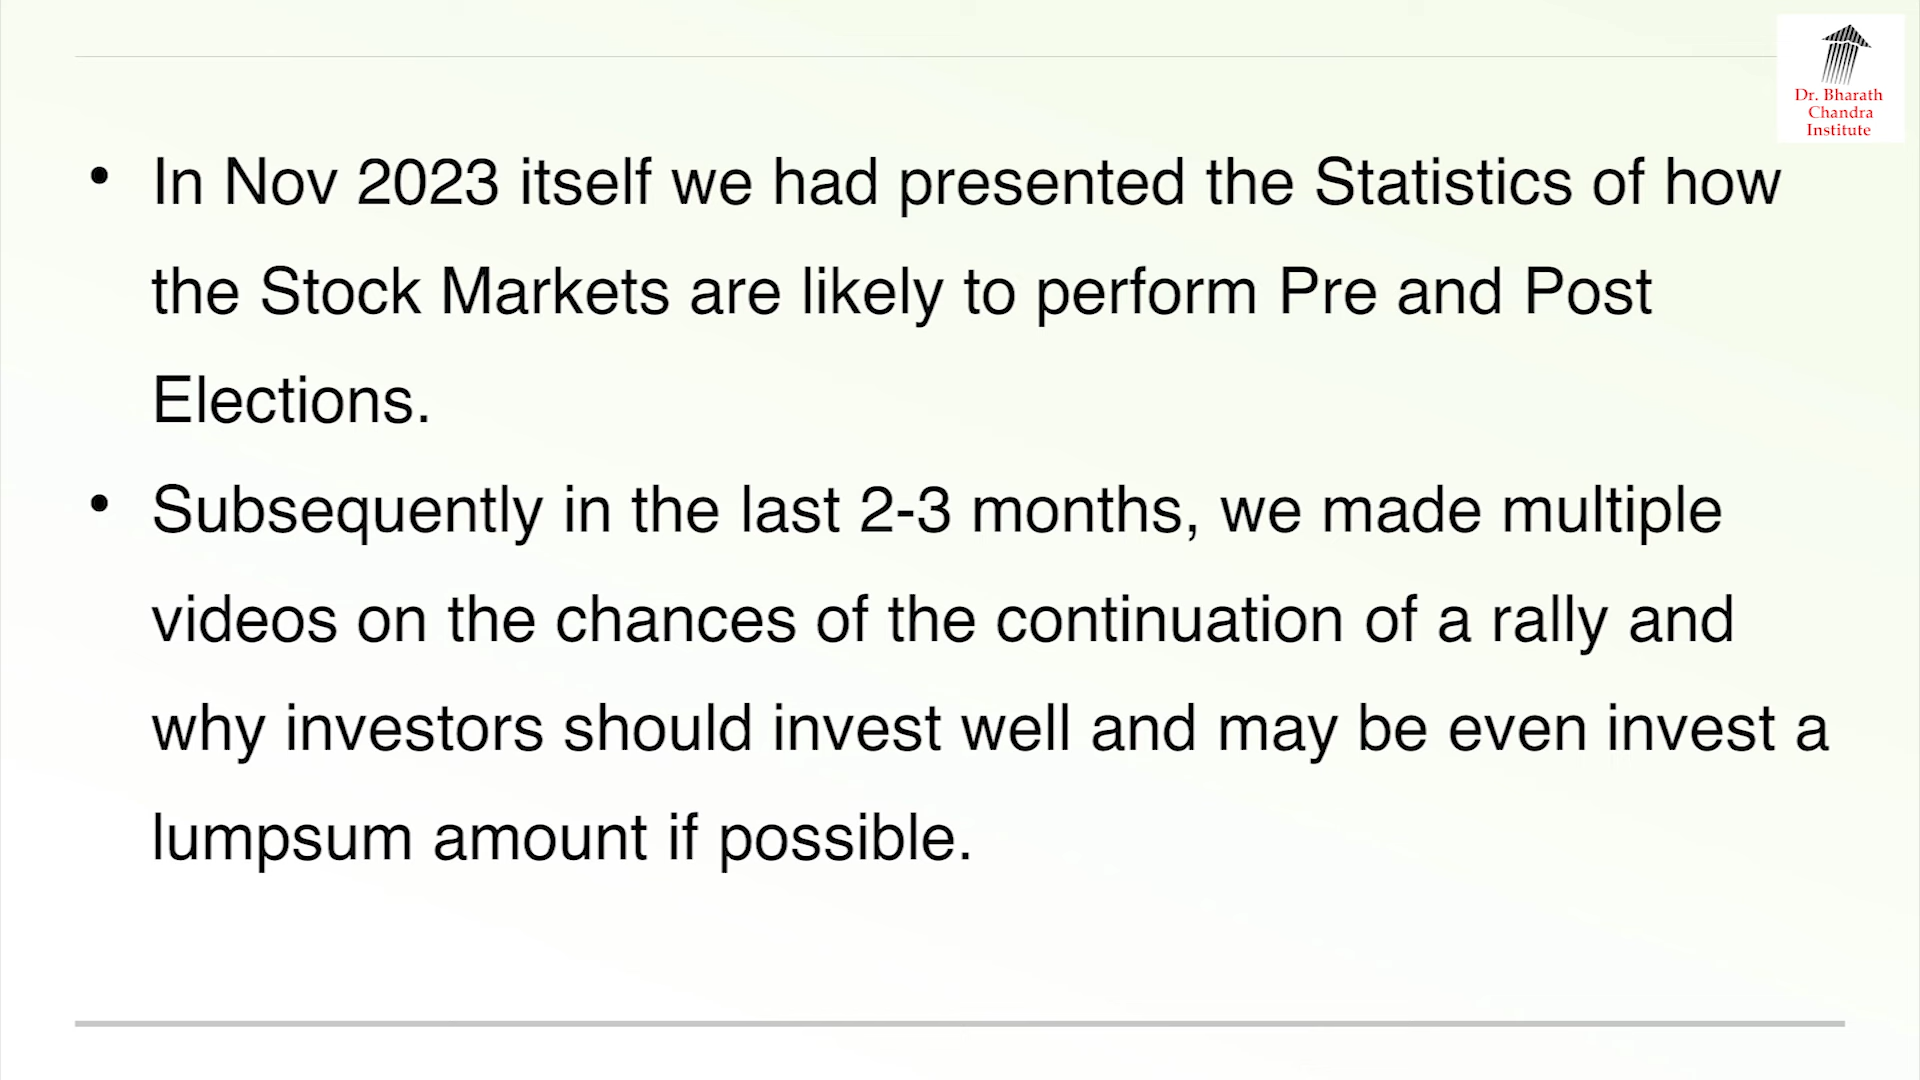 Dr. Bharath
Chandra
Institute
• In Nov 2023 itself we had presented the Statistics of how
the Stock Markets are likely to perform Pre and Post
Elections.
• Subsequently in the last 2-3 months, we made multiple
videos on the chances of the continuation of a rally and
why investors should invest well and may be even invest a
lumpsum amount if possible.